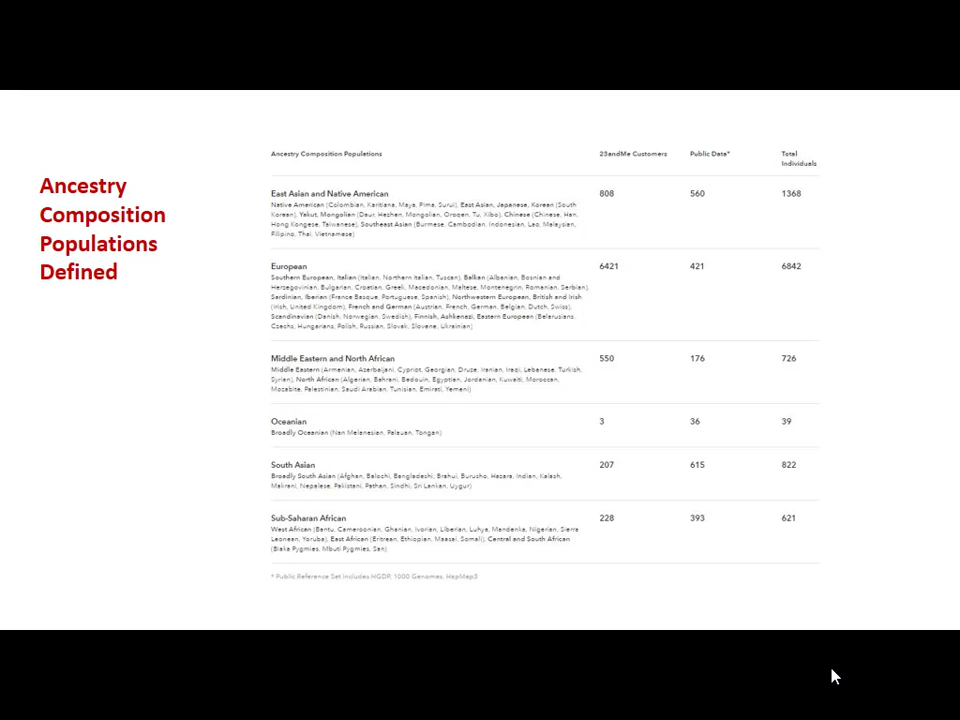 Ancestry
Composition
Populations
Defined
Ancestry Composition Populations 23andMe Customers Public Data* Total Individuals
East Asian and Native American 808 560 1368
Native American (Colombian, Karitiana, Maya, Pima, Surui), East Asian, Japanese, Korean (South
Korean), Yakut, Mongolian (Daur, Hezhen, Mongolian, Oroqen, Tu, Xibo), Chinese (Chinese, Han,
Hong Kongese, Taiwanese), Southeast Asian (Burmese, Cambodian, Indonesian, Lao, Malaysian,
Filipino, Thai, Vietnamese)
European 6421 421 6842
Southern European, Italian (Italian, Northern Italian, Tuscan), Balkan (Albanian, Bosnian and
Herzegovinian, Bulgarian, Croatian, Greek, Macedonian, Maltese, Montenegrin, Romanian, Serbian),
Sardinian, Iberian (France Basque, Portuguese, Spanish), Northwestern European, British and Irish
(Irish, United Kingdom), French and German (Austrian, French, German, Belgian, Dutch, Swiss),
Scandinavian (Danish, Norwegian, Swedish), Finnish, Ashkenazi, Eastern European (Belarusians,
Czechs, Hungarians, Polish, Russian, Slovak, Slovene, Ukrainian)
Middle Eastern and North African 550 176 726
Middle Eastern (Armenian, Azerbaijani, Cypriot, Georgian, Druze, Iranian, Iraqi, Lebanese, Turkish,
Syrian), North African (Algerian, Bahrani, Bedouin, Egyptian, Jordanian, Kuwaiti, Moroccan,
Mozabite, Palestinian, Saudi Arabian, Tunisian, Emirati, Yemeni)
Oceanian 3 36 39
Broadly Oceanian (Nan Melanesian, Palauan, Tongan)
South Asian 207 615 822
Broadly South Asian (Afghan, Balochi, Bangladeshi, Brahui, Burusho, Hazara, Indian, Kalash,
Makrani, Nepalese, Pakistani, Pathan, Sindhi, Sri Lankan, Uygur)
Sub-Saharan African 228 393 621
West African (Bantu, Cameroonian, Ghanian, Ivorian, Liberian, Luhya, Mandenka, Nigerian, Sierra
Leonean, Yoruba), East African (Eritrean, Ethiopian, Maasai, Somali), Central and South African
(Biaka Pygmies, Mbuti Pygmies, San)
* Public Reference Set includes HGDP, 1000 Genomes, HapMap3